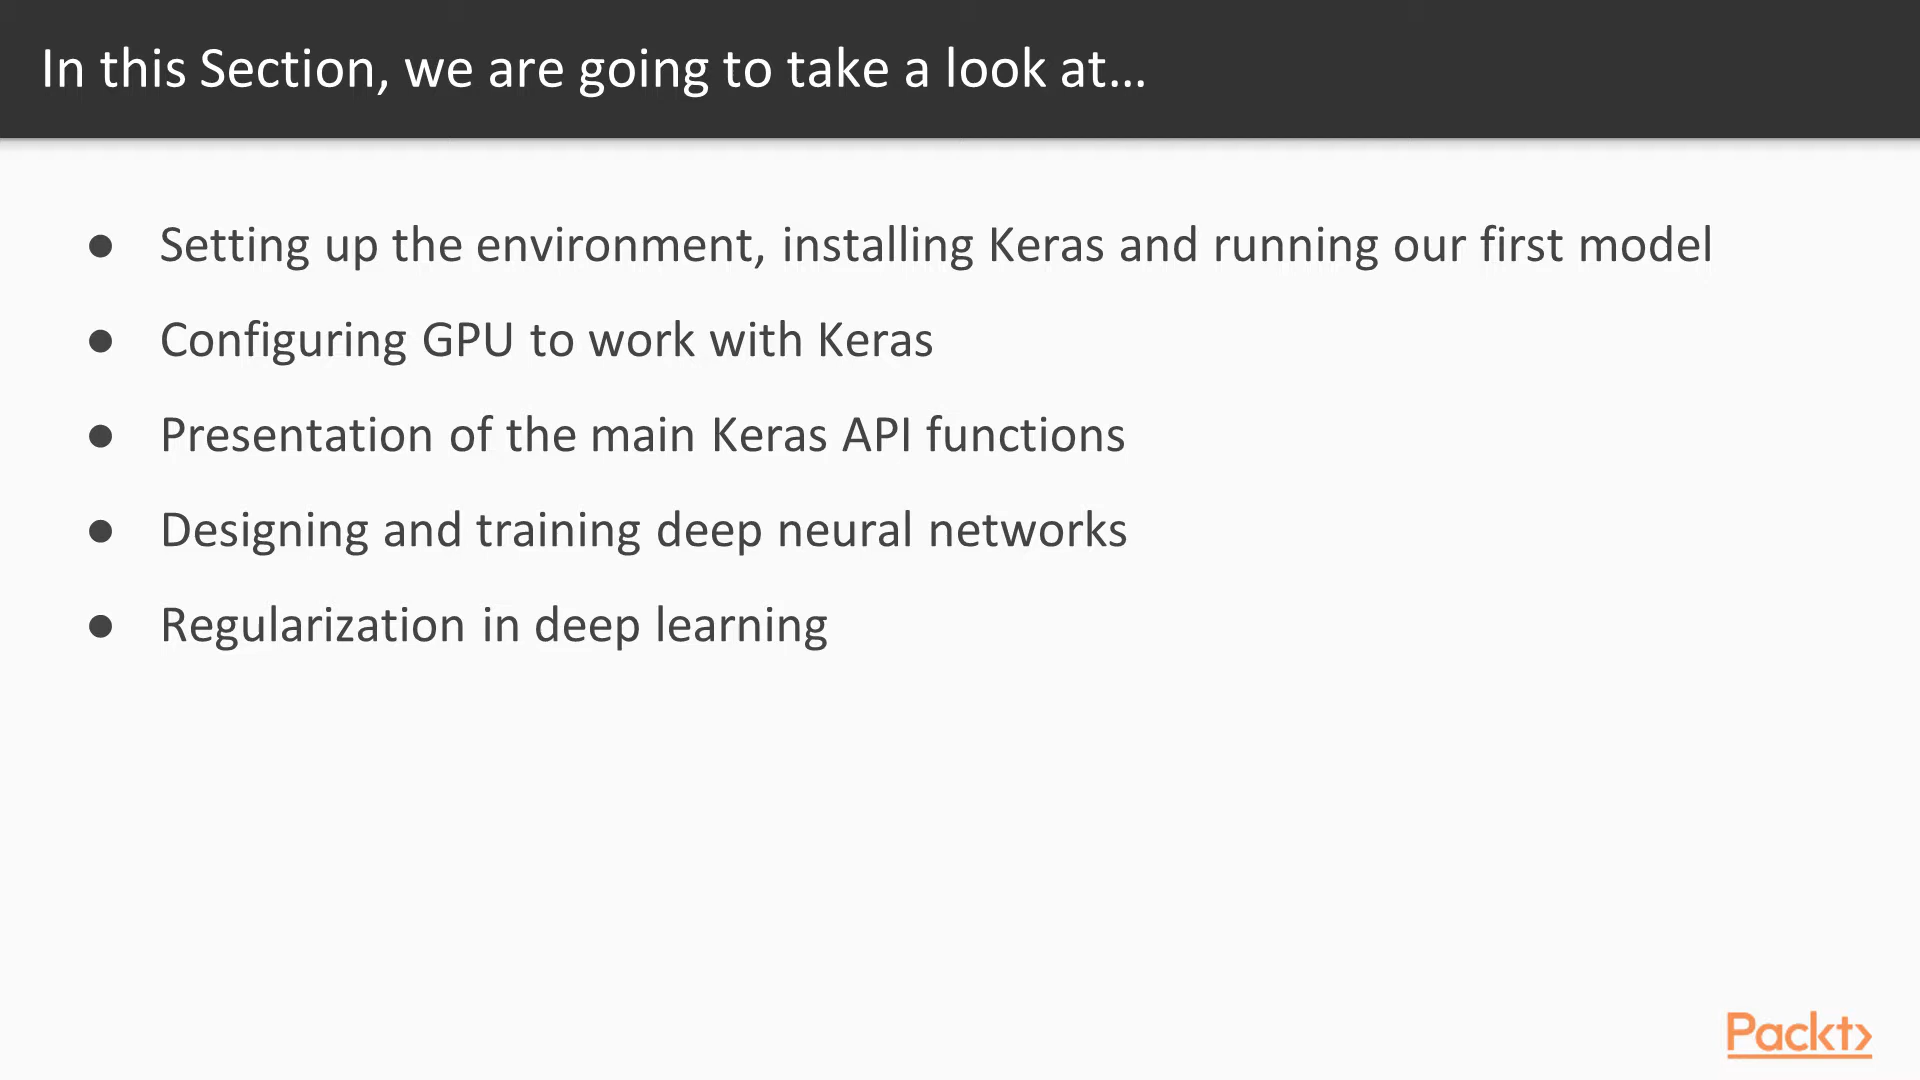 In this Section, we are going to take a look at...
● Setting up the environment, installing Keras and running our first model
● Configuring GPU to work with Keras
● Presentation of the main Keras API functions
● Designing and training deep neural networks
● Regularization in deep learning
Packt>